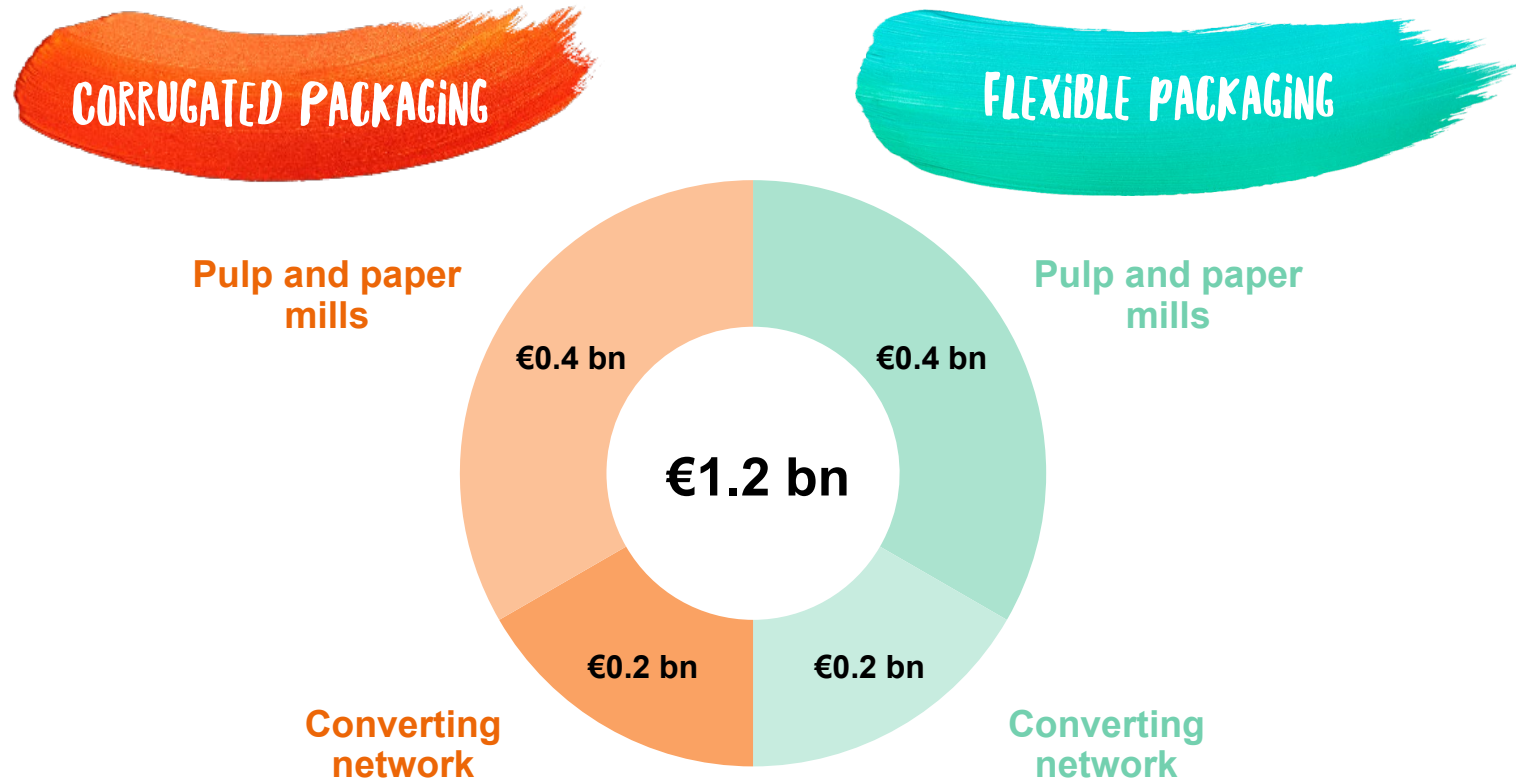 CORRUGATED PACKAGiNG
FLEXiBLE PACKAGiNG
Pulp and paper
mills
Pulp and paper
mills
€0.4 bn
€0.4 bn
€1.2 bn
€0.2 bn
€0.2 bn
Converting
network
Converting
network